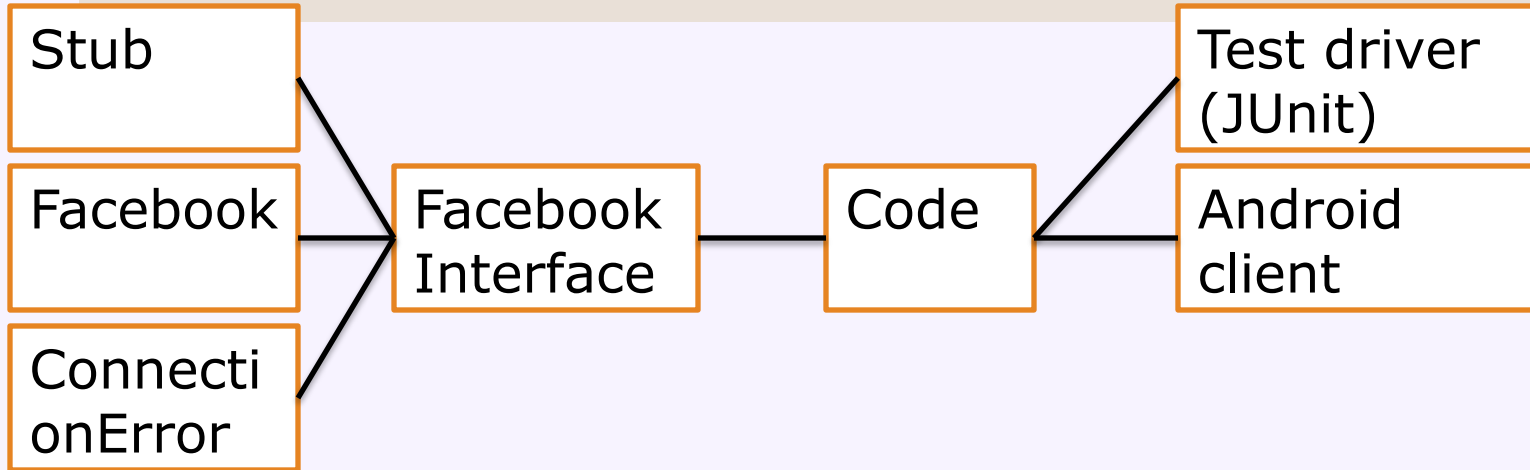 Stub
Facebook
Connecti
onError
Facebook
Interface
Code
Test driver
(JUnit)
Android
client